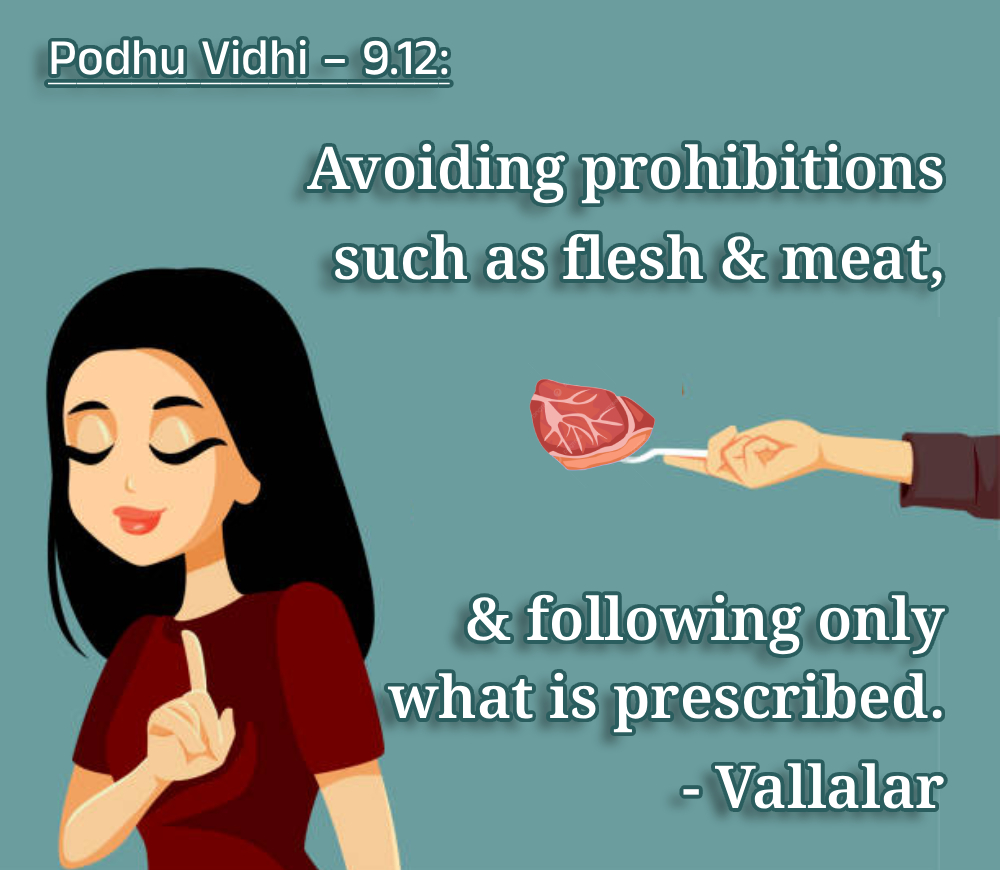 Podhu Vidhi – 9.12:
Avoiding prohibitions
such as flesh & meat,
& following only
what is prescribed.
- Vallalar